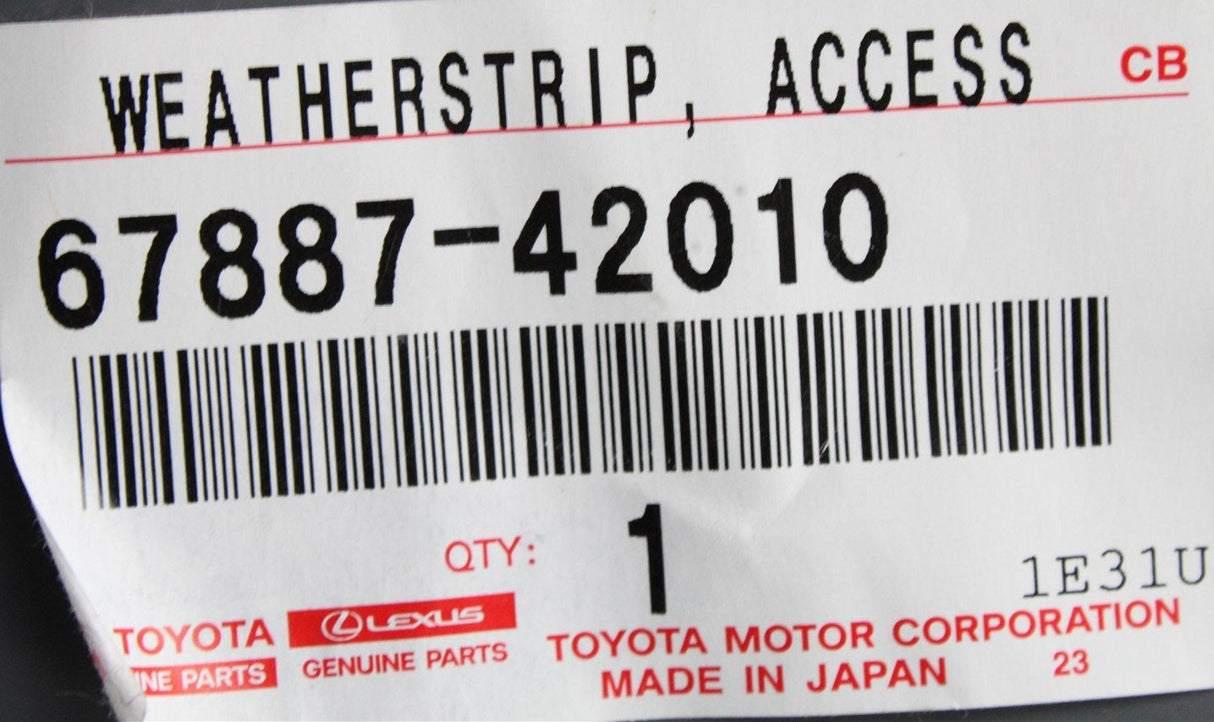 WEATHERSTRIP, ACCESS CB
67887-42010
QTY: 1
1E31U
TOYOTA LEXUS
NE PARTS GENUINE PARTS
TOYOTA MOTOR CORPORATION
MADE IN JAPAN 23